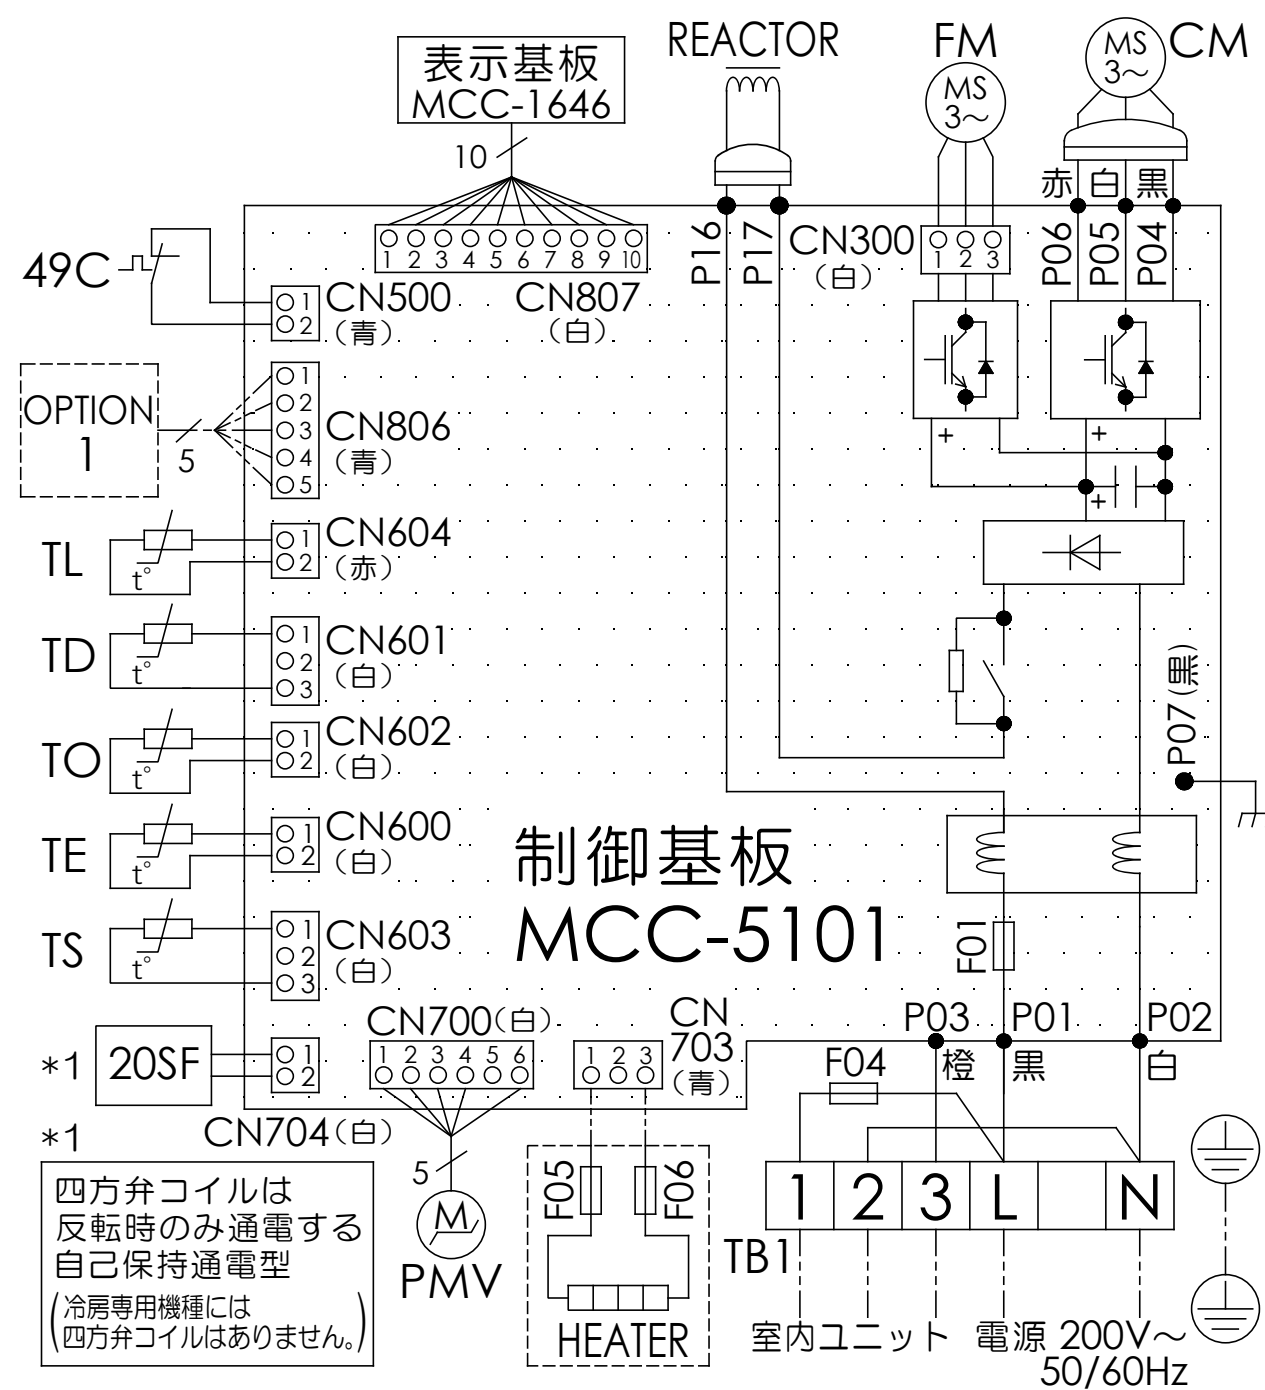 REACTOR
FM
CM
MS
3～
MS
3～
表示基板
MCC-1646
10
赤 白 黒
P16
P17
CN300
(白)
1 2 3
P06
P05
P04
1 2 3 4 5 6 7 8 9 10
CN807
(白)
49C
1
2
CN500
(青)
OPTION
1
5
1
2
3
4
5
CN806
(青)
+
+
+
TL
t°
1
2
CN604
(赤)
TD
t°
1
2
3
CN601
(白)
TO
t°
1
2
CN602
(白)
P07(黒)
TE
t°
1
2
CN600
(白)
制御基板
MCC-5101
TS
t°
1
2
3
CN603
(白)
F01
*1
20SF
1
2
CN704(白)
CN700(白)
1 2 3 4 5 6
5
M
PMV
CN
703
(青)
1 2 3
F05
F06
HEATER
P03
P01
P02
橙
黒
白
F04
1 2 3 L N
TB1
室内ユニット
電源 200V～
50/60Hz
*1
四方弁コイルは
反転時のみ通電する
自己保持通電型
(冷房専用機種には
四方弁コイルはありません。)